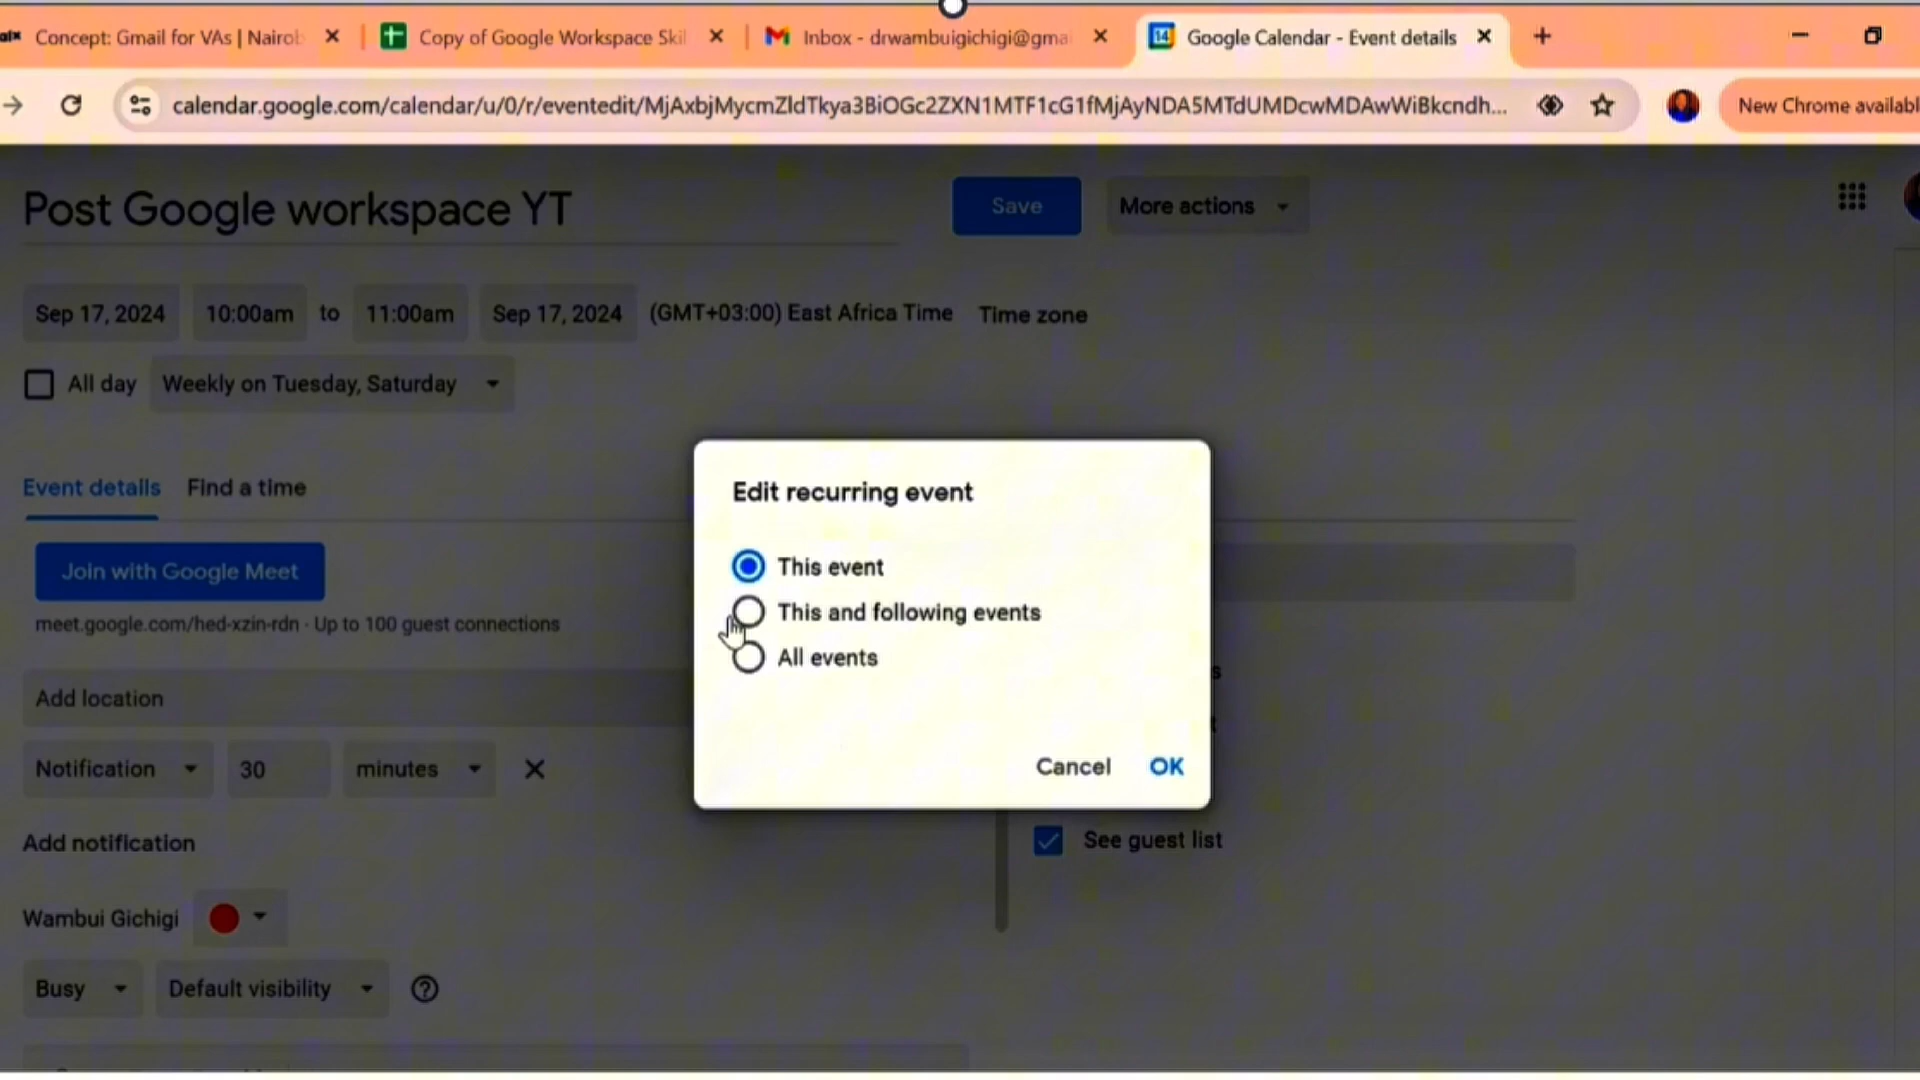 Concept: Gmail for VAs | Nairob
Copy of Google Workspace Skil
Inbox - drwambuigichigi@gmai
Google Calendar - Event details
calendar.google.com/calendar/u/0/r/eventedit/MjAxbjMycmZldTkya3BiOGc2ZXN1MTF1cG1fMjAyNDA5MTdUMDcwMDAwWiBkcndh...
New Chrome availabl
Post Google workspace YT
Save
More actions
Sep 17, 2024 10:00am to 11:00am Sep 17, 2024 (GMT+03:00) East Africa Time Time zone
All day Weekly on Tuesday, Saturday
Event details Find a time
Edit recurring event
Join with Google Meet
This event
meet.google.com/hed-xzin-rdn · Up to 100 guest connections
This and following events
All events
Add location
Notification 30 minutes
Cancel OK
Add notification
See guest list
Wambui Gichigi
Busy Default visibility